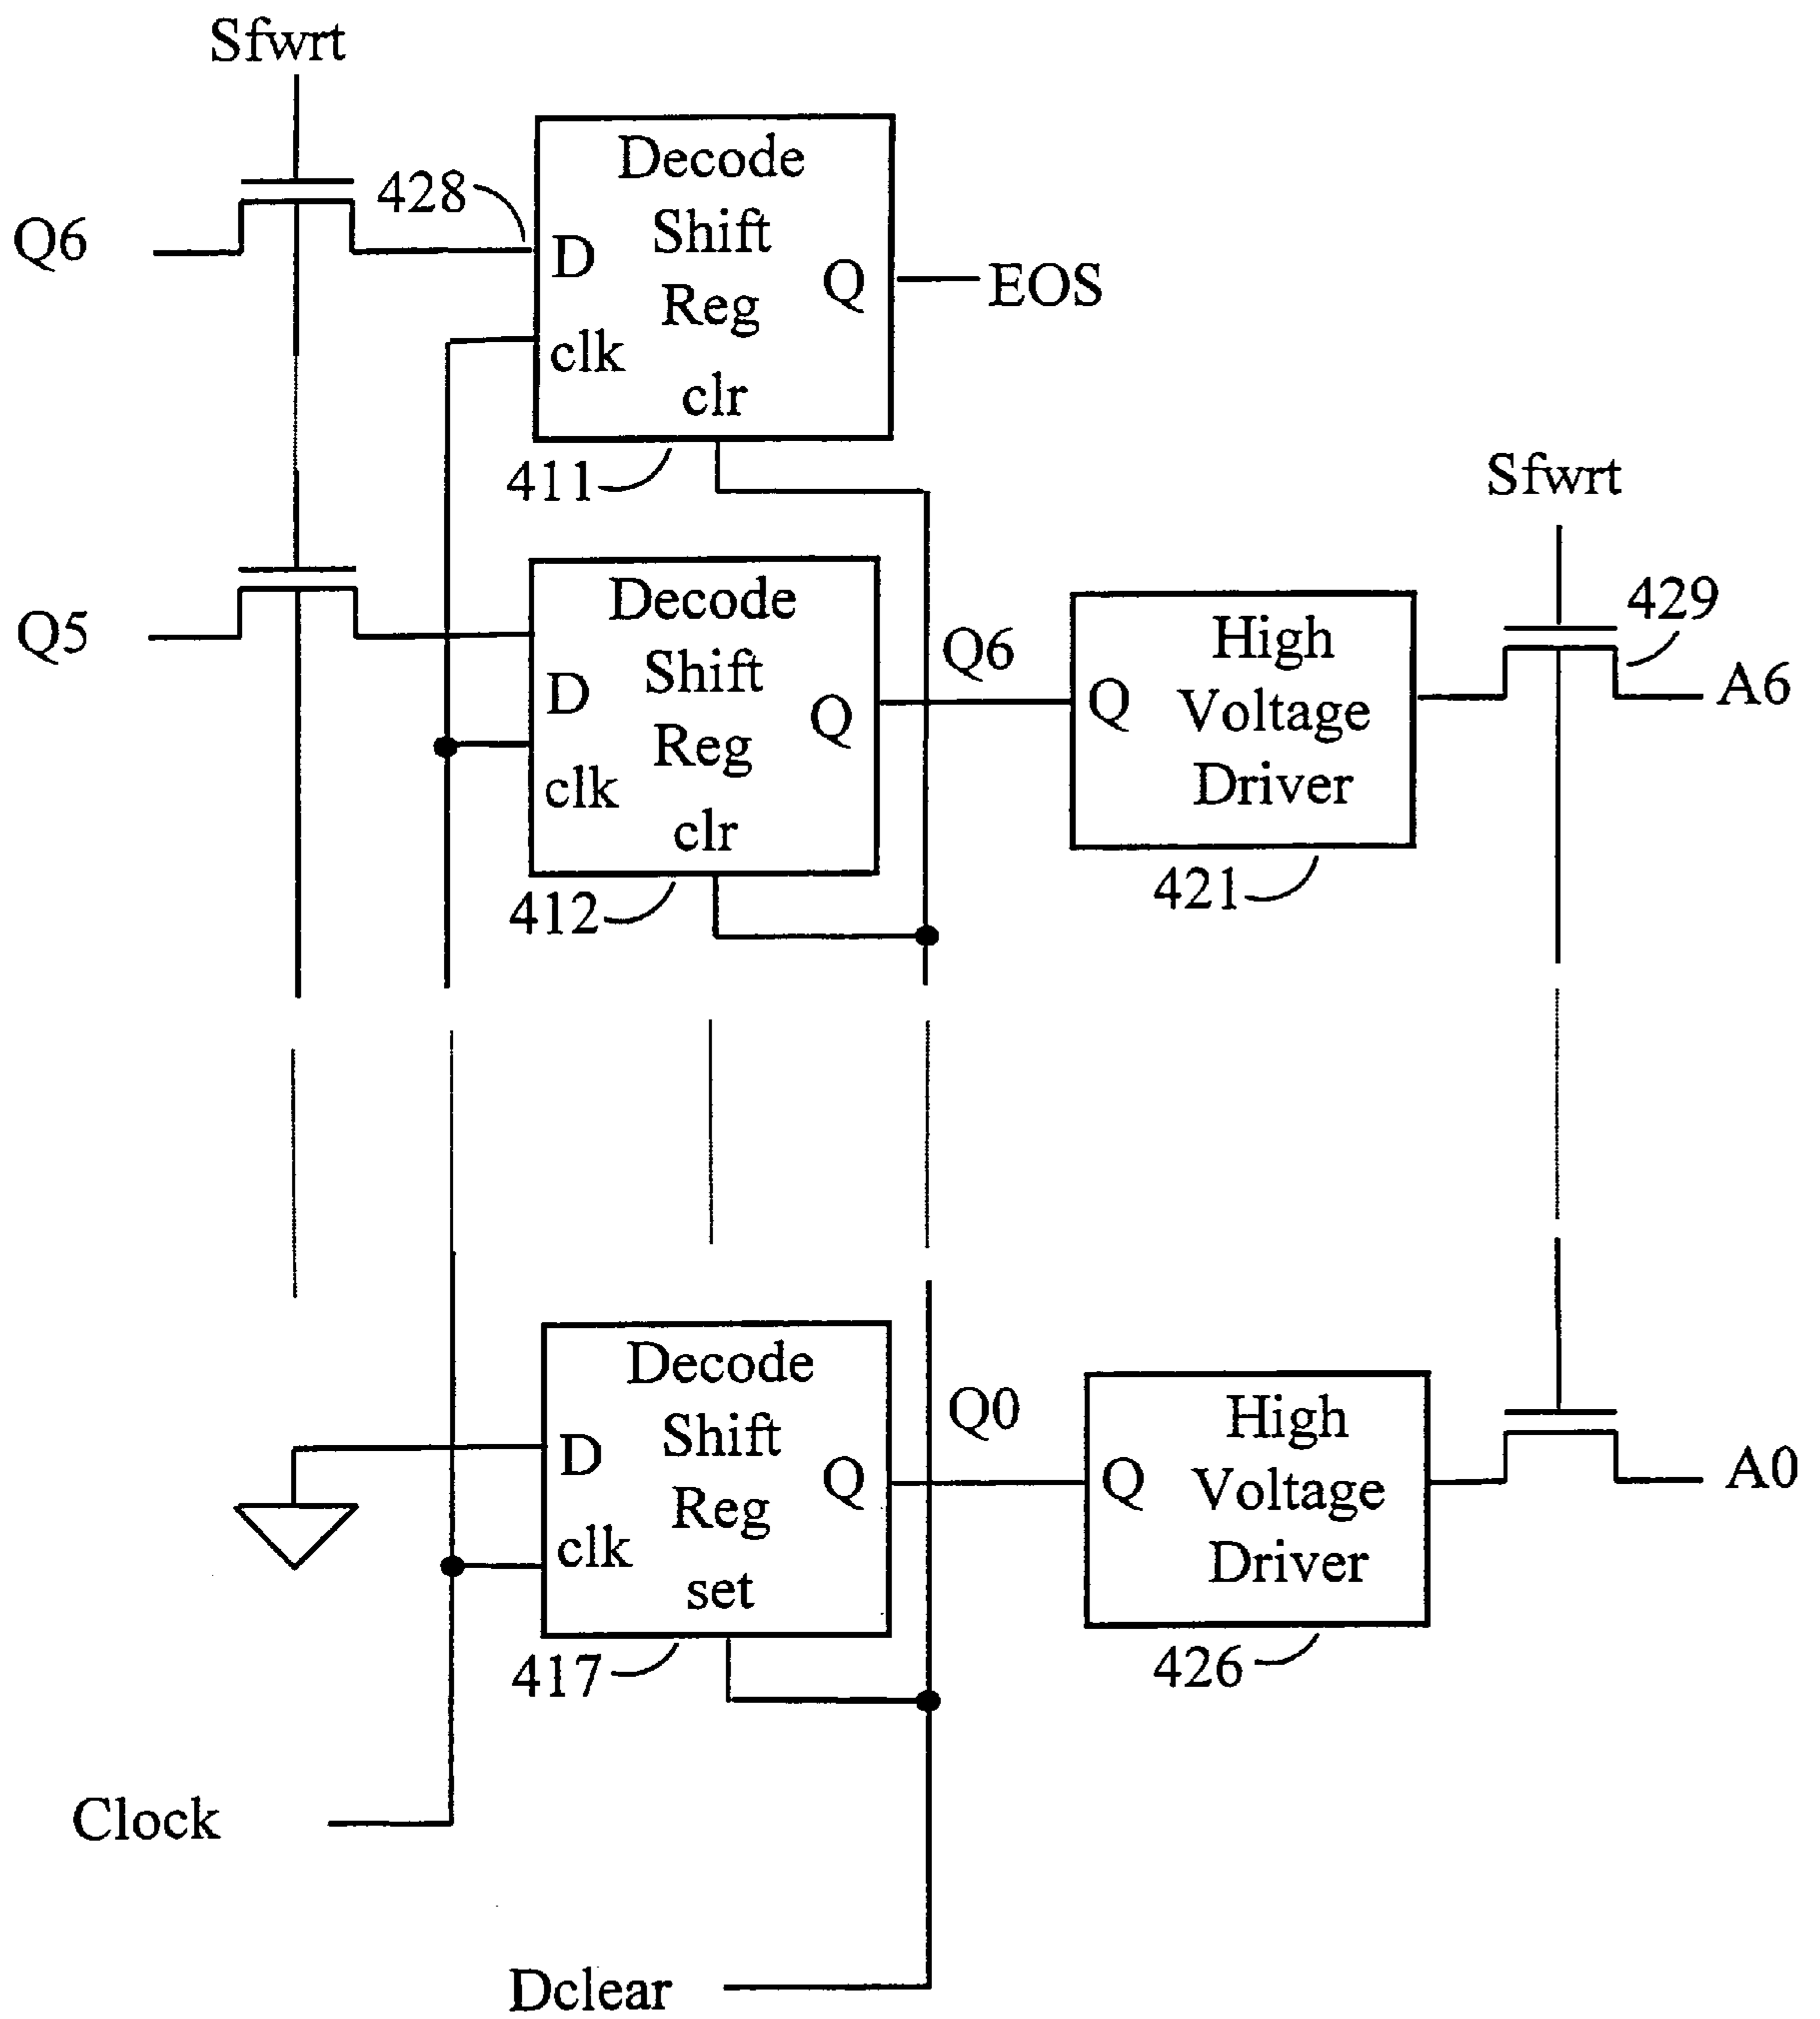 Sfwrt
Decode
Shift
Reg
D
Q
clk
clr
428
Q6
EOS
411
Sfwrt
Q5
Decode
Shift
Reg
D
Q
clk
clr
412
Q6
High
Voltage
Driver
Q
421
429
A6
Decode
Shift
Reg
D
Q
clk
set
417
Q0
High
Voltage
Driver
Q
426
A0
Clock
Dclear